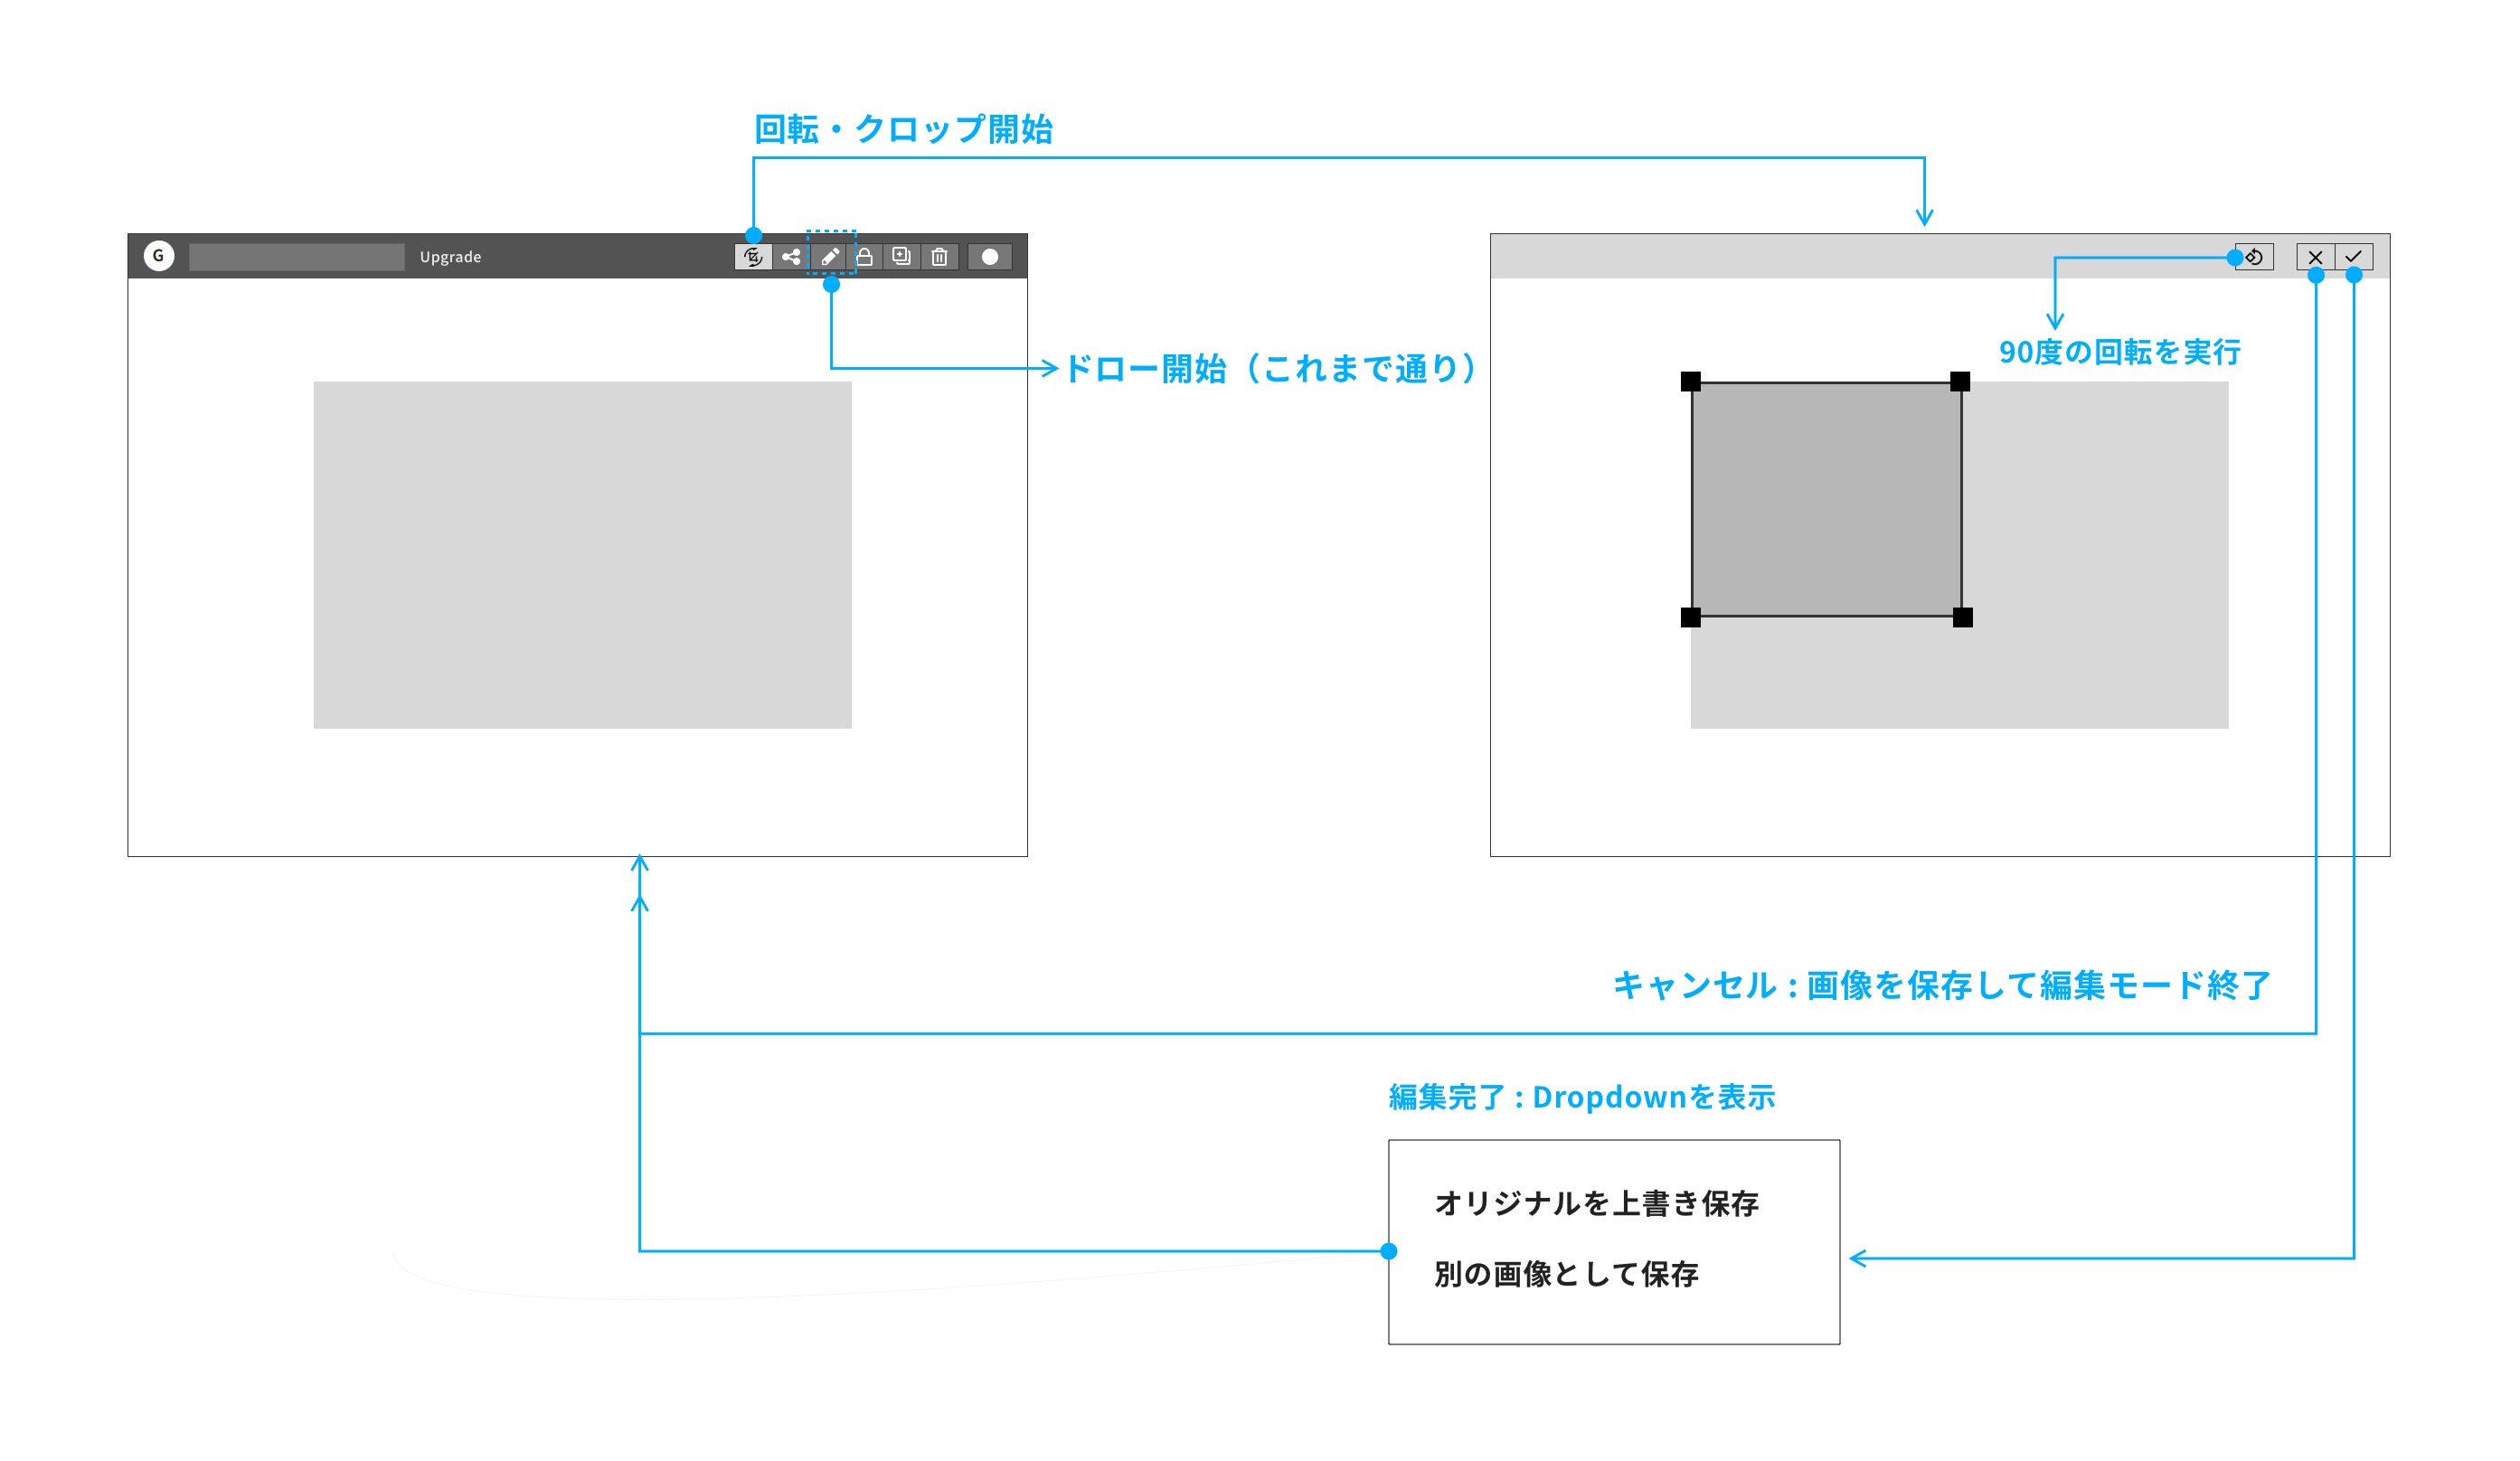 回転・クロップ開始
G
Upgrade
ドロー開始（これまで通り）
90度の回転を実行
キャンセル：画像を保存して編集モード終了
編集完了：Dropdownを表示
オリジナルを上書き保存
別の画像として保存